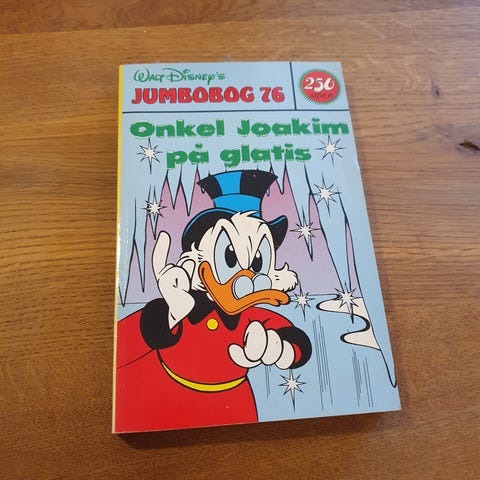 Walt Disney's
JUMBOBOG 76
256
SIDER
Onkel Joakim
på glatis